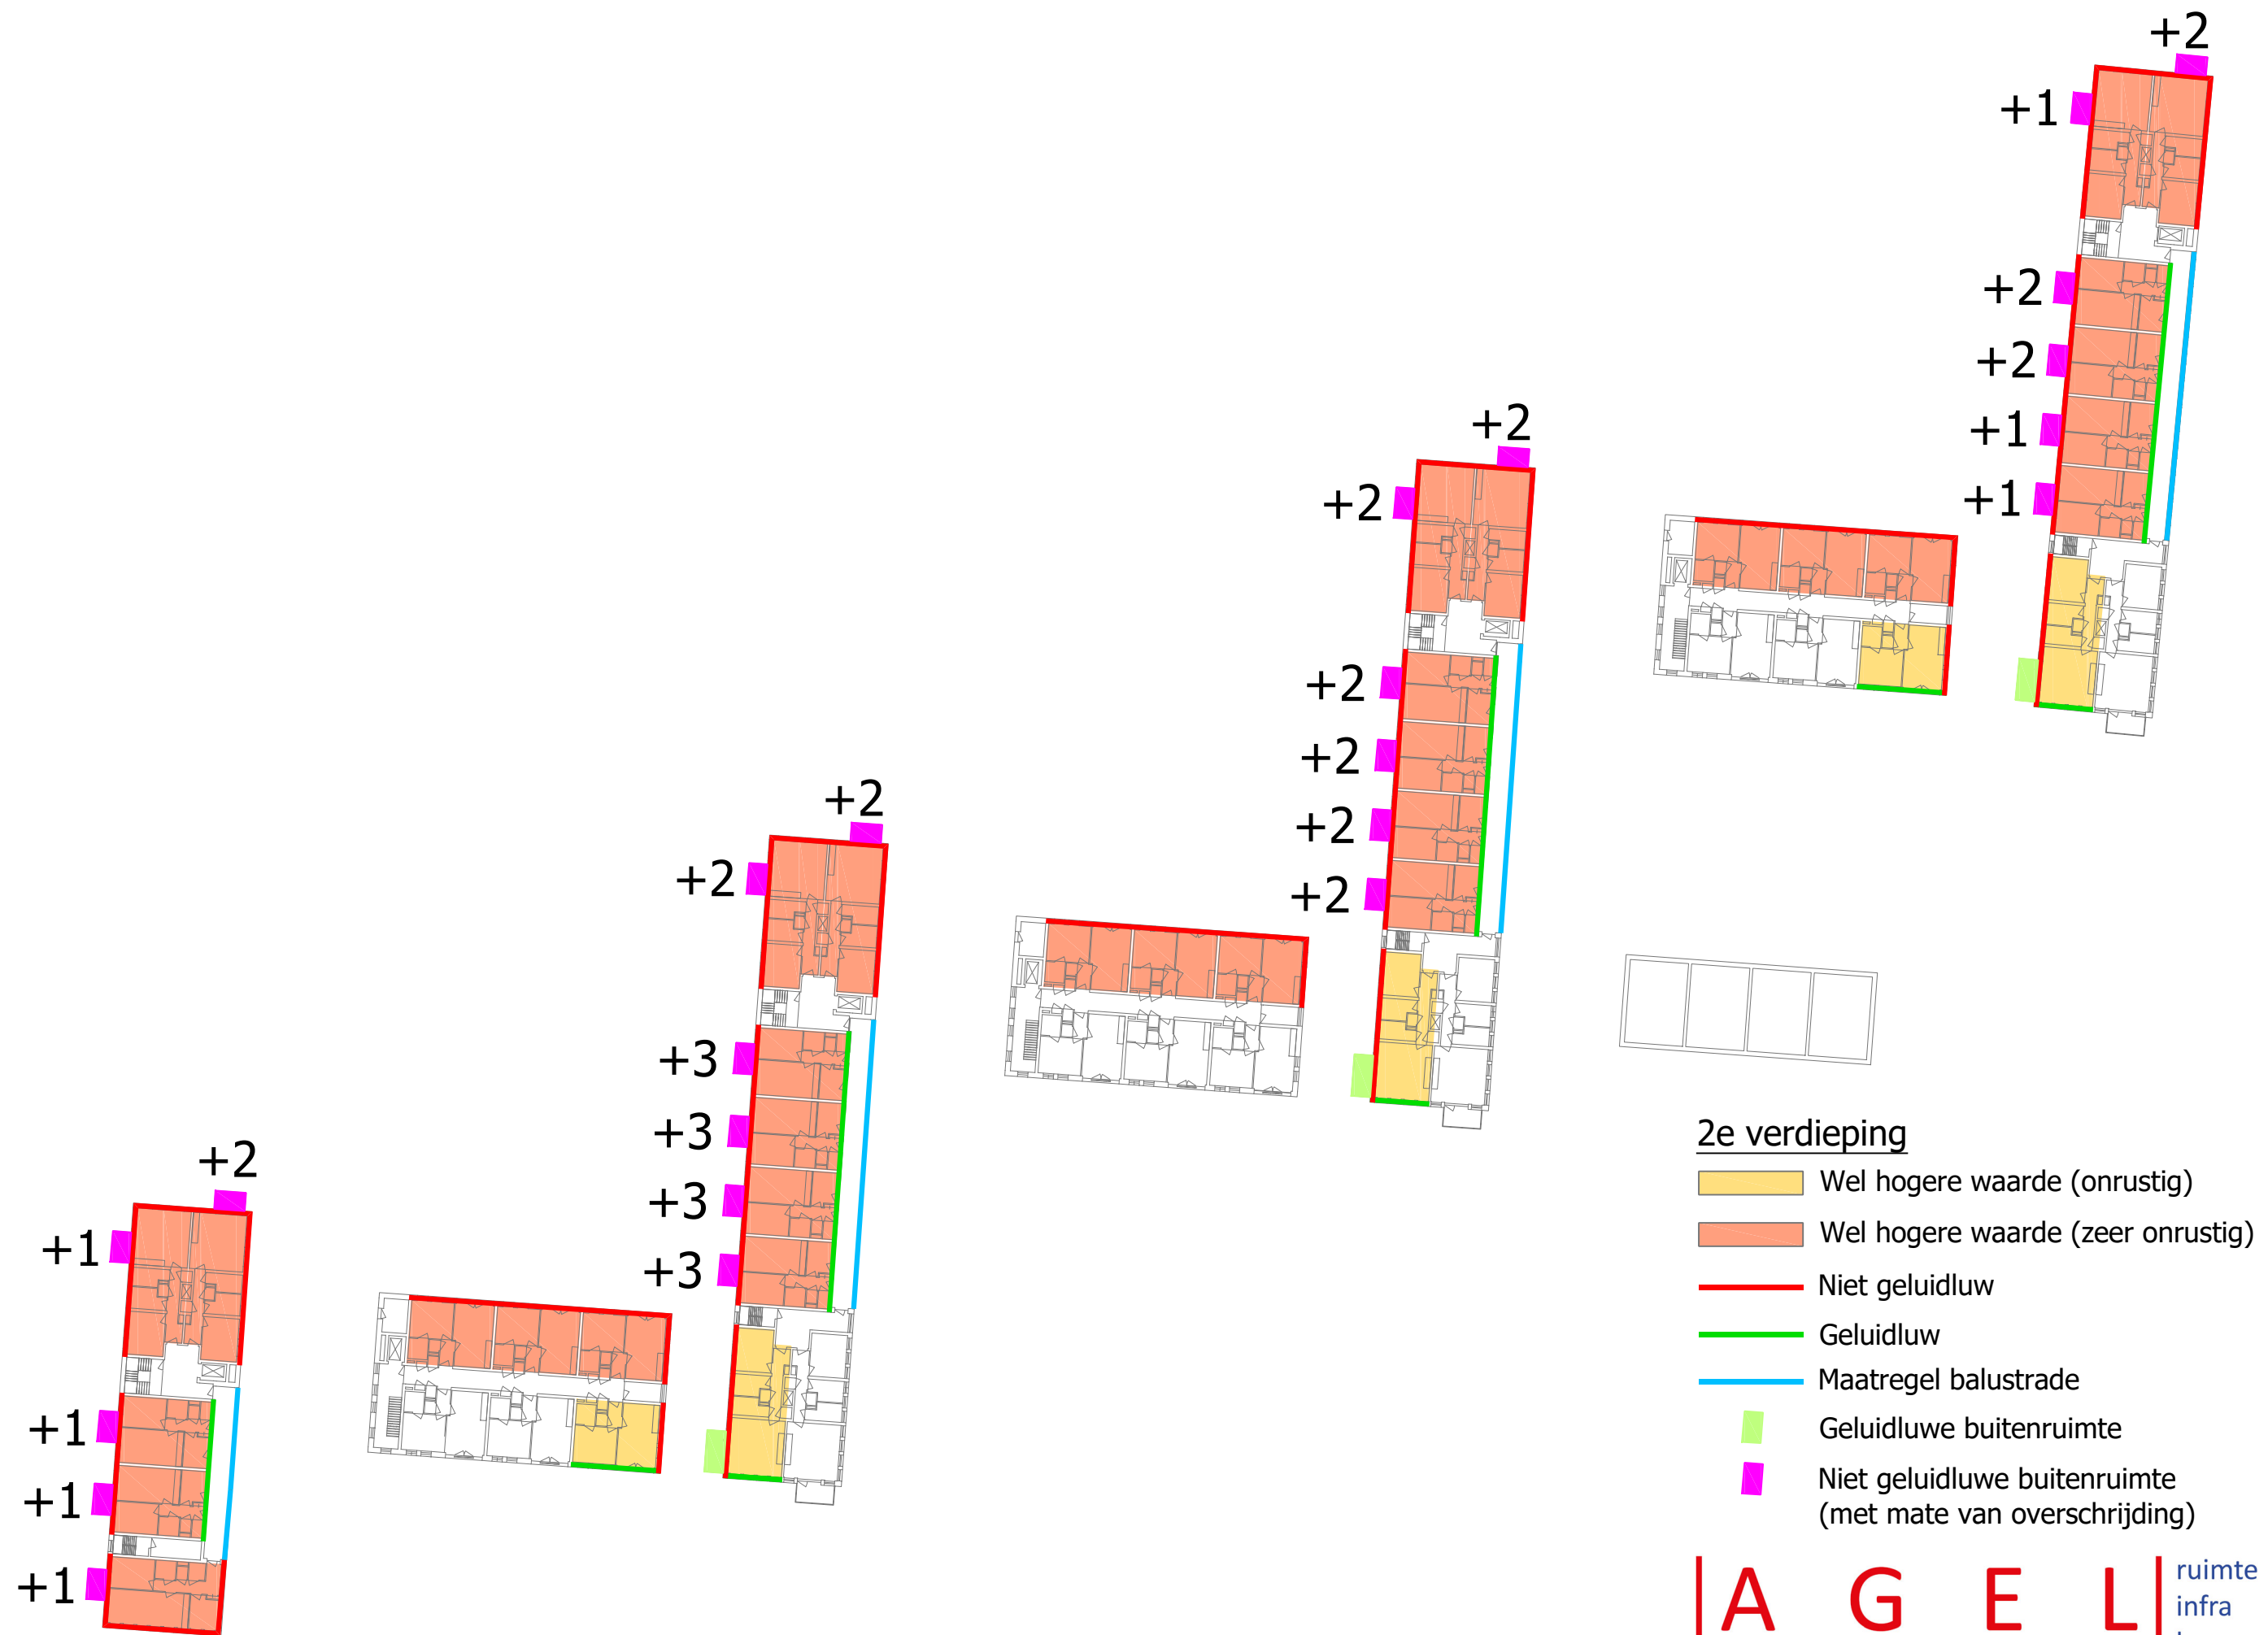 +2
+1
+2
+2
+1
+1
+2
+2
+2
+2
+2
+2
+2
+2
+3
+3
+3
+3
+2
+1
+1
+1
+1
2e verdieping
Wel hogere waarde (onrustig)
Wel hogere waarde (zeer onrustig)
Niet geluidluw
Geluidluw
Maatregel balustrade
Geluidluwe buitenruimte
Niet geluidluwe buitenruimte
(met mate van overschrijding)
A G E L
ruimte
infra